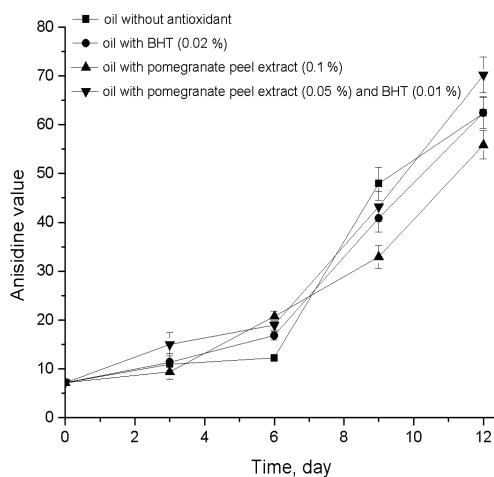 oil without antioxidant
oil with BHT (0.02 %)
oil with pomegranate peel extract (0.1 %)
oil with pomegranate peel extract (0.05 %) and BHT (0.01 %)
Anisidine value
80
70
60
50
40
30
20
10
0
0 2 4 6 8 10 12
Time, day